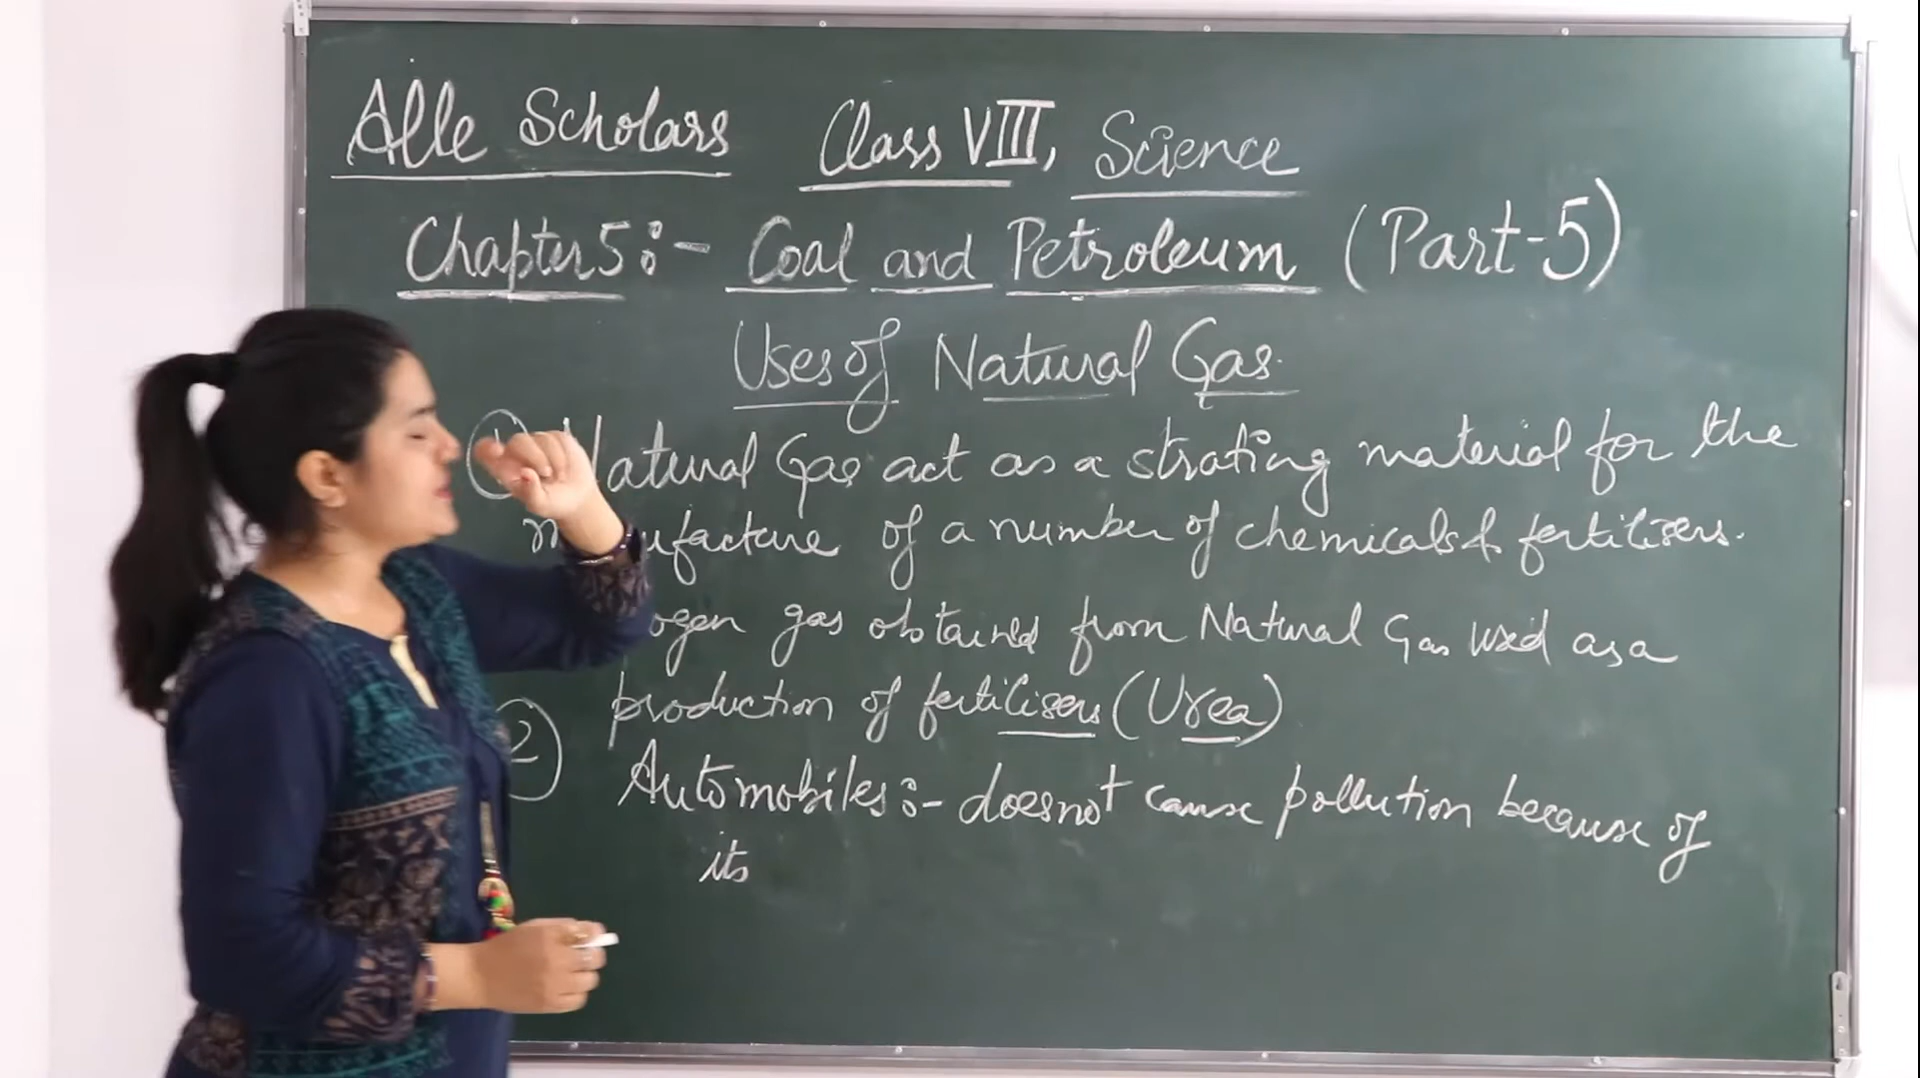 Alle Scholars Class VIII, Science
Chapter 5:- Coal and Petroleum (Part-5)
Uses of Natural Gas.
Natural Gas act as a strating material for the
manufacture of a number of chemicals & fertilisers.
ogen gas obtained from Natural Gas used as a
production of fertilisers (Urea)
2 Automobiles :- doesnot cause pollution because of
its